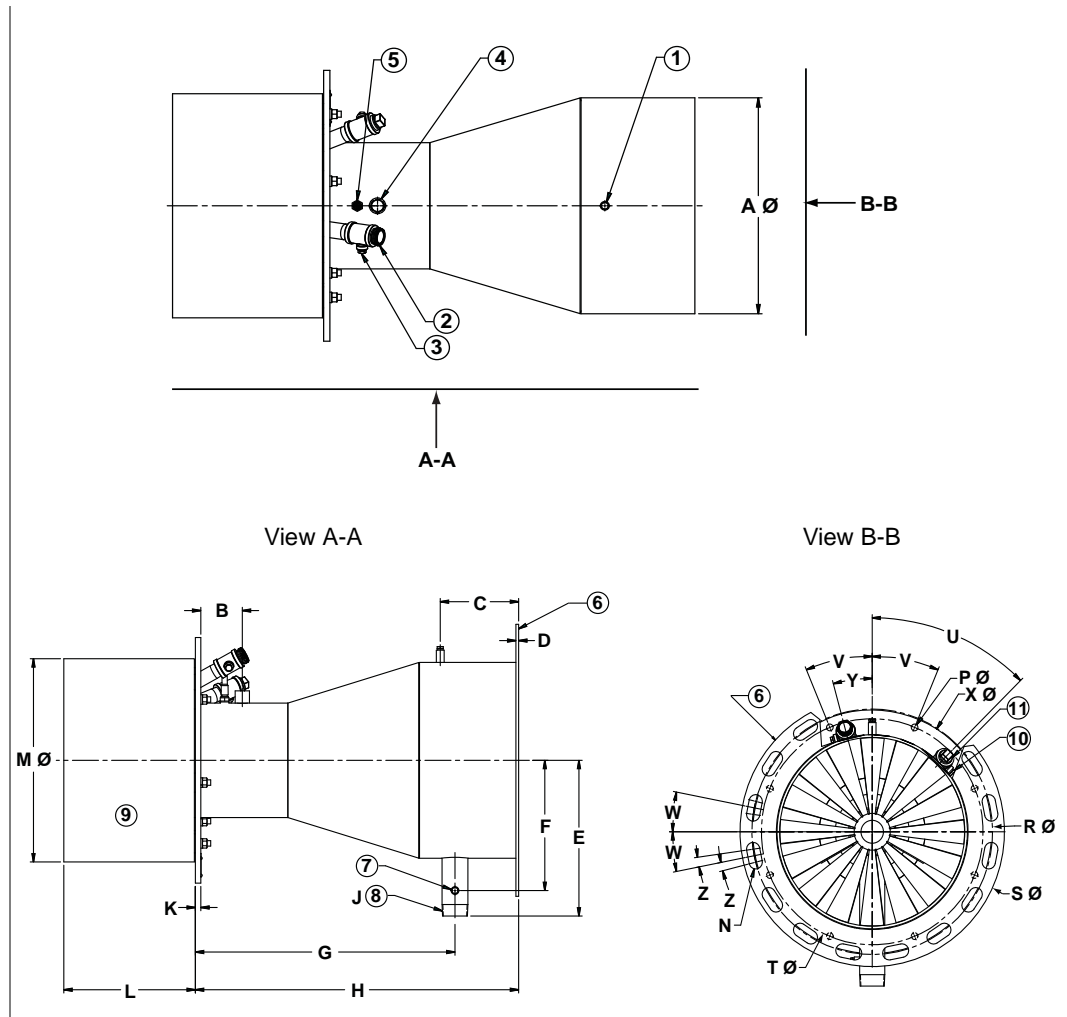 5
4
1
A Ø
B-B
2
3
A-A
View A-A
View B-B
B
C
6
D
U
V
V
P Ø
Y
X Ø
6
11
10
M Ø
9
W
F
E
R Ø
W
7
Z
Z
S Ø
J 8
K
N
G
T Ø
L
H